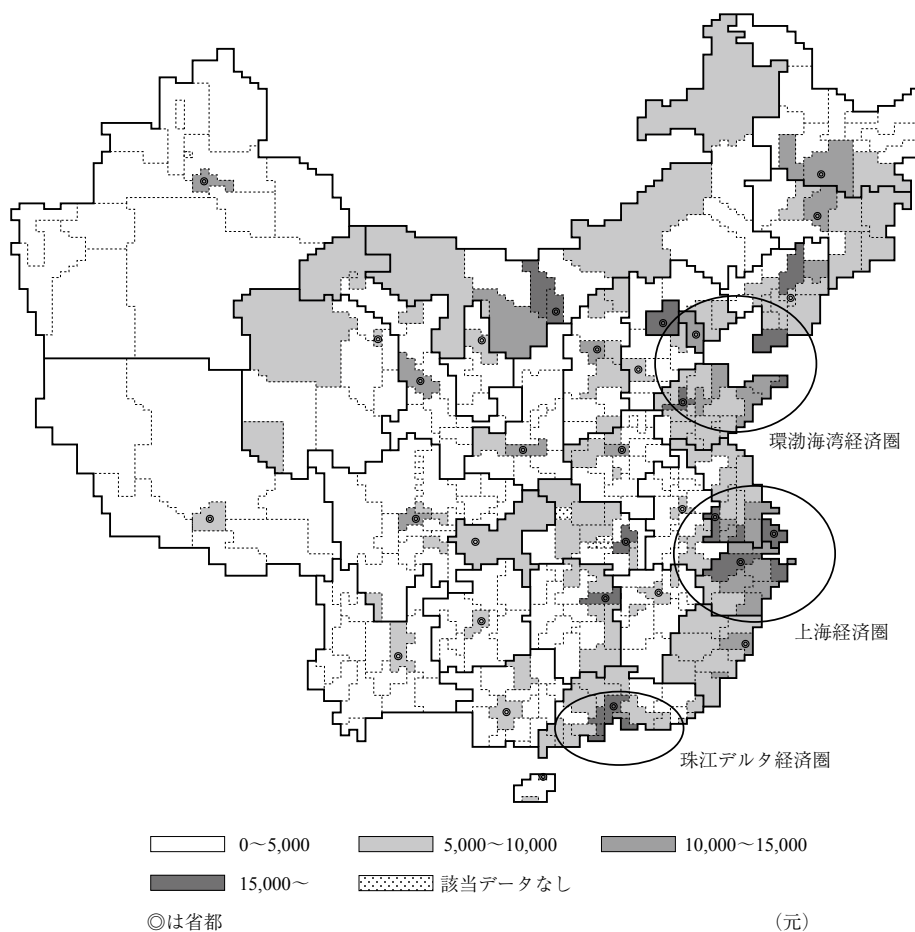 環渤海湾経済圏
上海経済圏
珠江デルタ経済圏
0～5,000 5,000～10,000 10,000～15,000
15,000～ 該当データなし
◎は省都 (元)